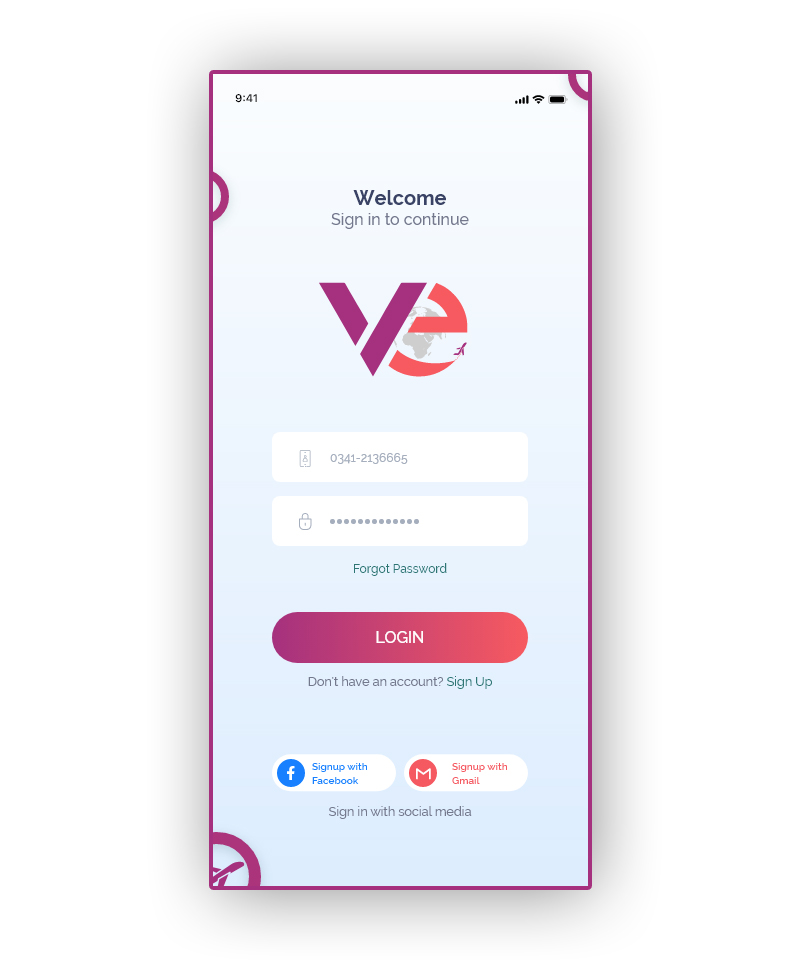 9:41
Welcome
Sign in to continue
Ve
0341-2136665
Forgot Password
LOGIN
Don't have an account? Sign Up
Signup with
Facebook
Signup with
Gmail
Sign in with social media